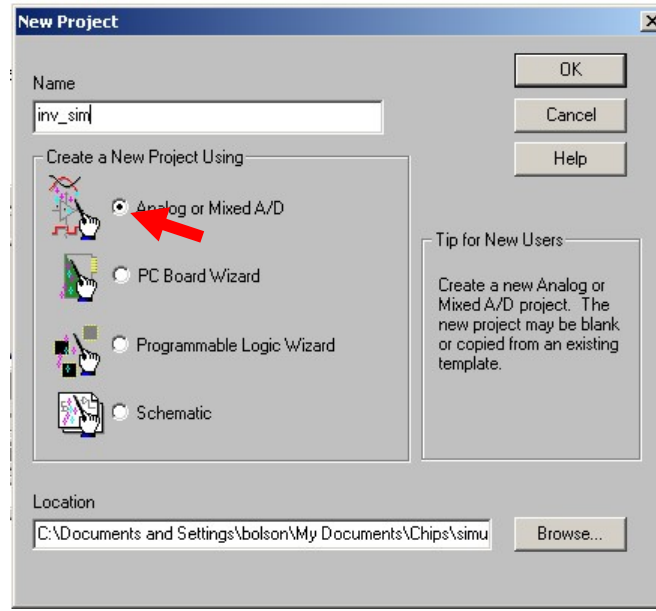 New Project
Name
inv_sim
OK
Cancel
Help
Create a New Project Using
Analog or Mixed A/D
PC Board Wizard
Programmable Logic Wizard
Schematic
Tip for New Users
Create a new Analog or
Mixed A/D project. The
new project may be blank
or copied from an existing
template.
Location
C:\Documents and Settings\bolson\My Documents\Chips\simu
Browse...